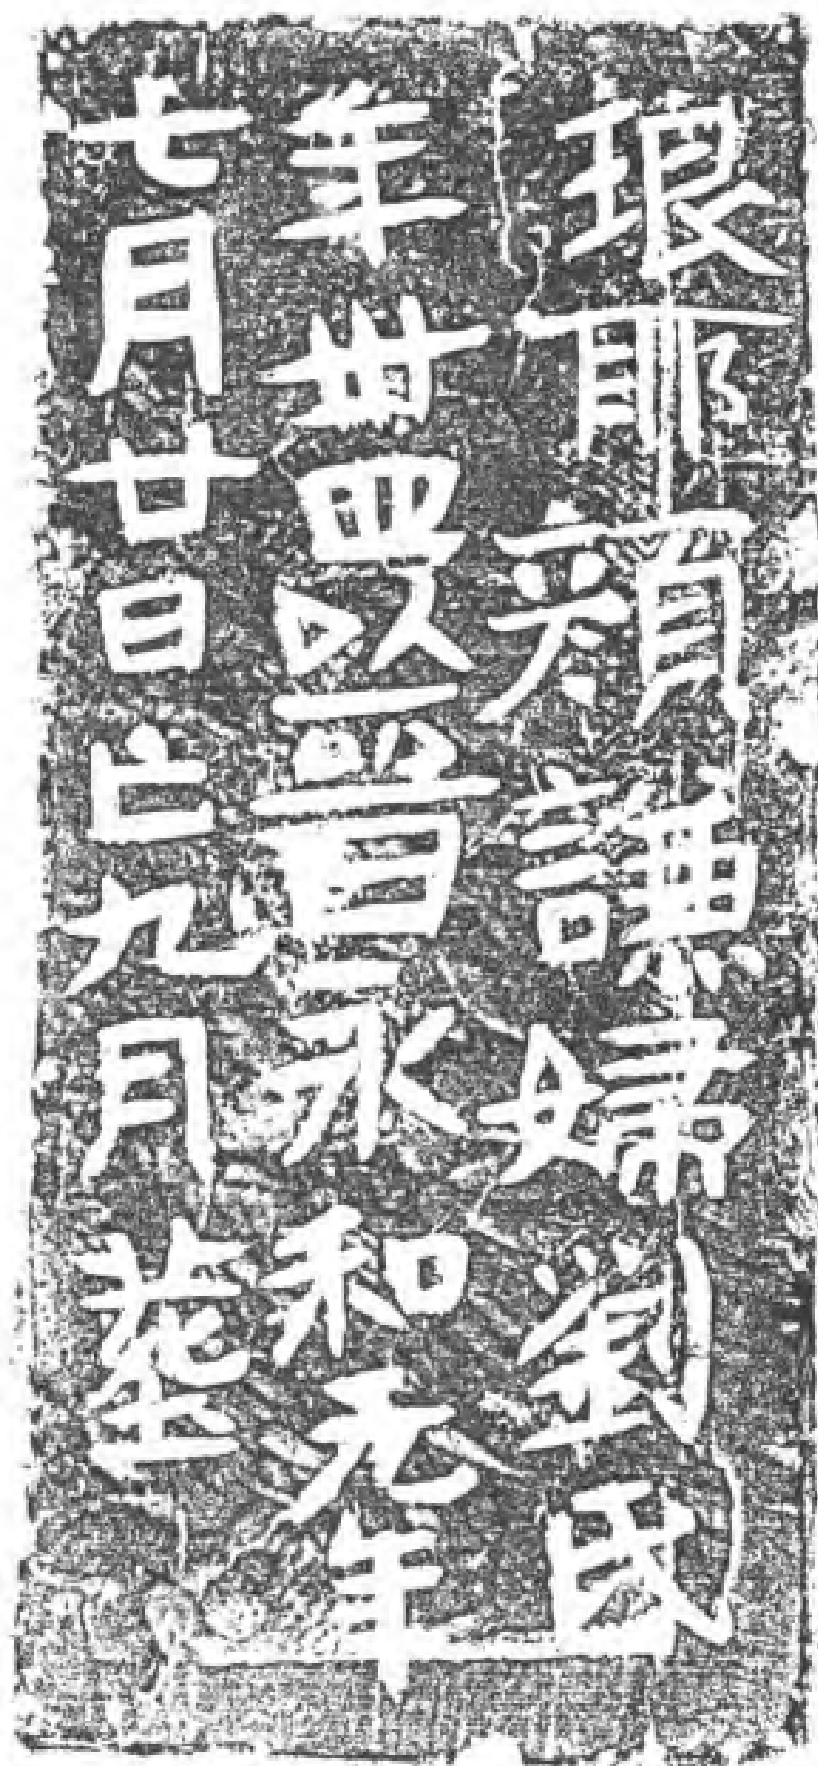 琅耶顔謙婦劉氏
年卅四以晉永和元年
七月廿日亡九月葬